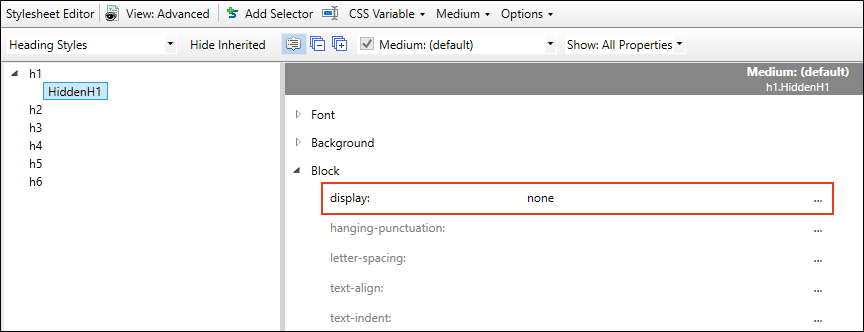 Stylesheet Editor View: Advanced Add Selector CSS Variable Medium Options
Heading Styles Hide Inherited Medium: (default) Show: All Properties
h1
HiddenH1
h2
h3
h4
h5
h6
Medium: (default)
h1.HiddenH1
Font
Background
Block
display: none ...
hanging-punctuation: ...
letter-spacing: ...
text-align: ...
text-indent: ...